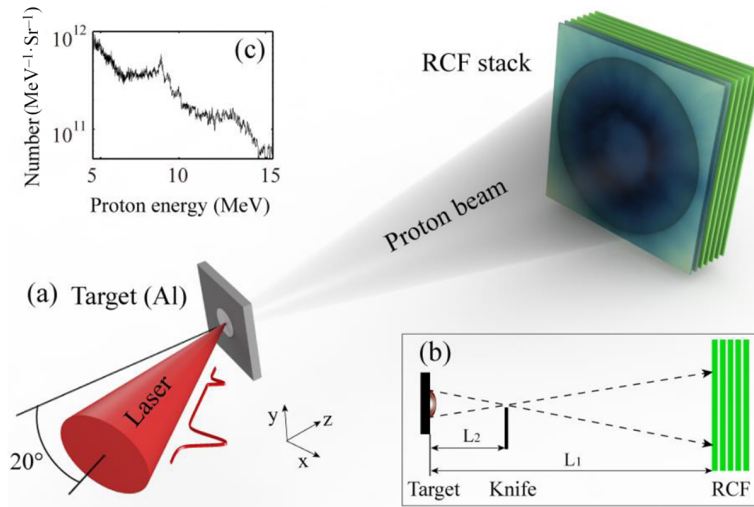 10¹²
(c)
Number (MeV⁻¹·Sr⁻¹)
10¹¹
5
10
15
Proton energy (MeV)
RCF stack
Proton beam
(a)
Target (Al)
Laser
20°
y
z
x
(b)
L₂
L₁
Target
Knife
RCF